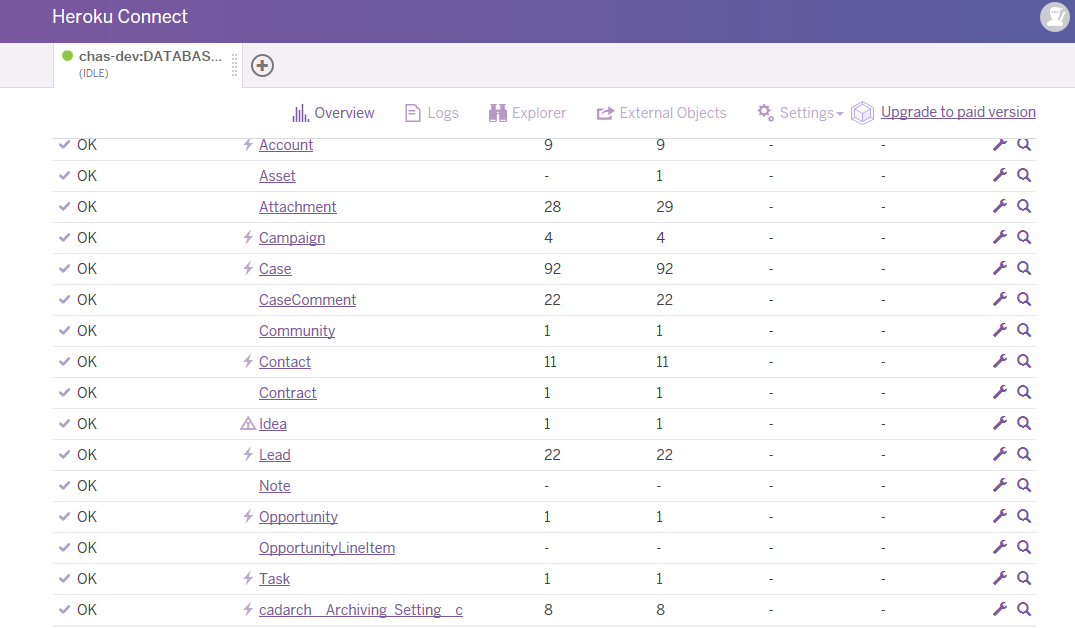 Heroku Connect
chas-dev:DATABAS...
(IDLE)
Overview Logs Explorer External Objects Settings Upgrade to paid version
OK Account 9 9 - -
OK Asset - 1 - -
OK Attachment 28 29 - -
OK Campaign 4 4 - -
OK Case 92 92 - -
OK CaseComment 22 22 - -
OK Community 1 1 - -
OK Contact 11 11 - -
OK Contract 1 1 - -
OK Idea 1 1 - -
OK Lead 22 22 - -
OK Note - - - -
OK Opportunity 1 1 - -
OK OpportunityLineItem - - - -
OK Task 1 1 - -
OK cadarch__Archiving_Setting__c 8 8 - -